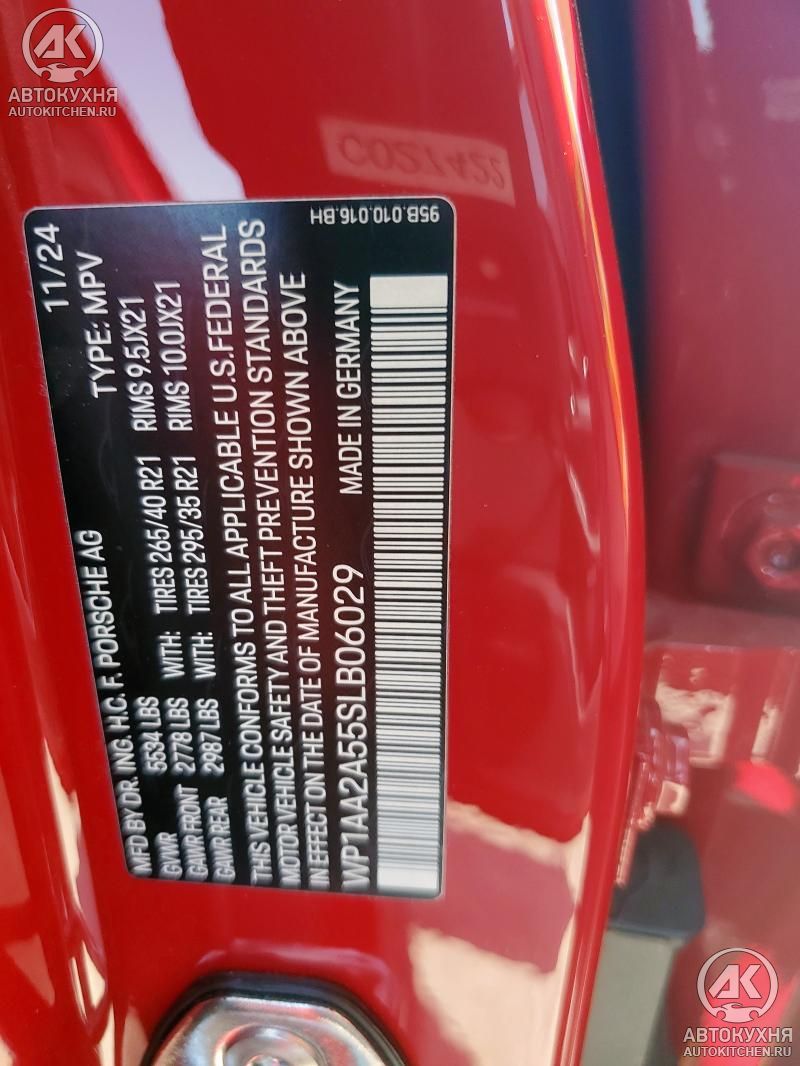 АВТОКУХНЯ
AUTOKITCHEN.RU
MFD BY DR. ING. H.C. F. PORSCHE AG 11/24
GVWR 5534 LBS TYPE: MPV
GAWR FRONT 2778 LBS WITH: TIRES 265/40 R21 RIMS 9.5JX21
GAWR REAR 2987 LBS WITH: TIRES 295/35 R21 RIMS 10.0JX21
THIS VEHICLE CONFORMS TO ALL APPLICABLE U.S.FEDERAL
MOTOR VEHICLE SAFETY AND THEFT PREVENTION STANDARDS
IN EFFECT ON THE DATE OF MANUFACTURE SHOWN ABOVE
WP1AA2A55SLB06029 MADE IN GERMANY
95B.010.016.BH
АВТОКУХНЯ
AUTOKITCHEN.RU